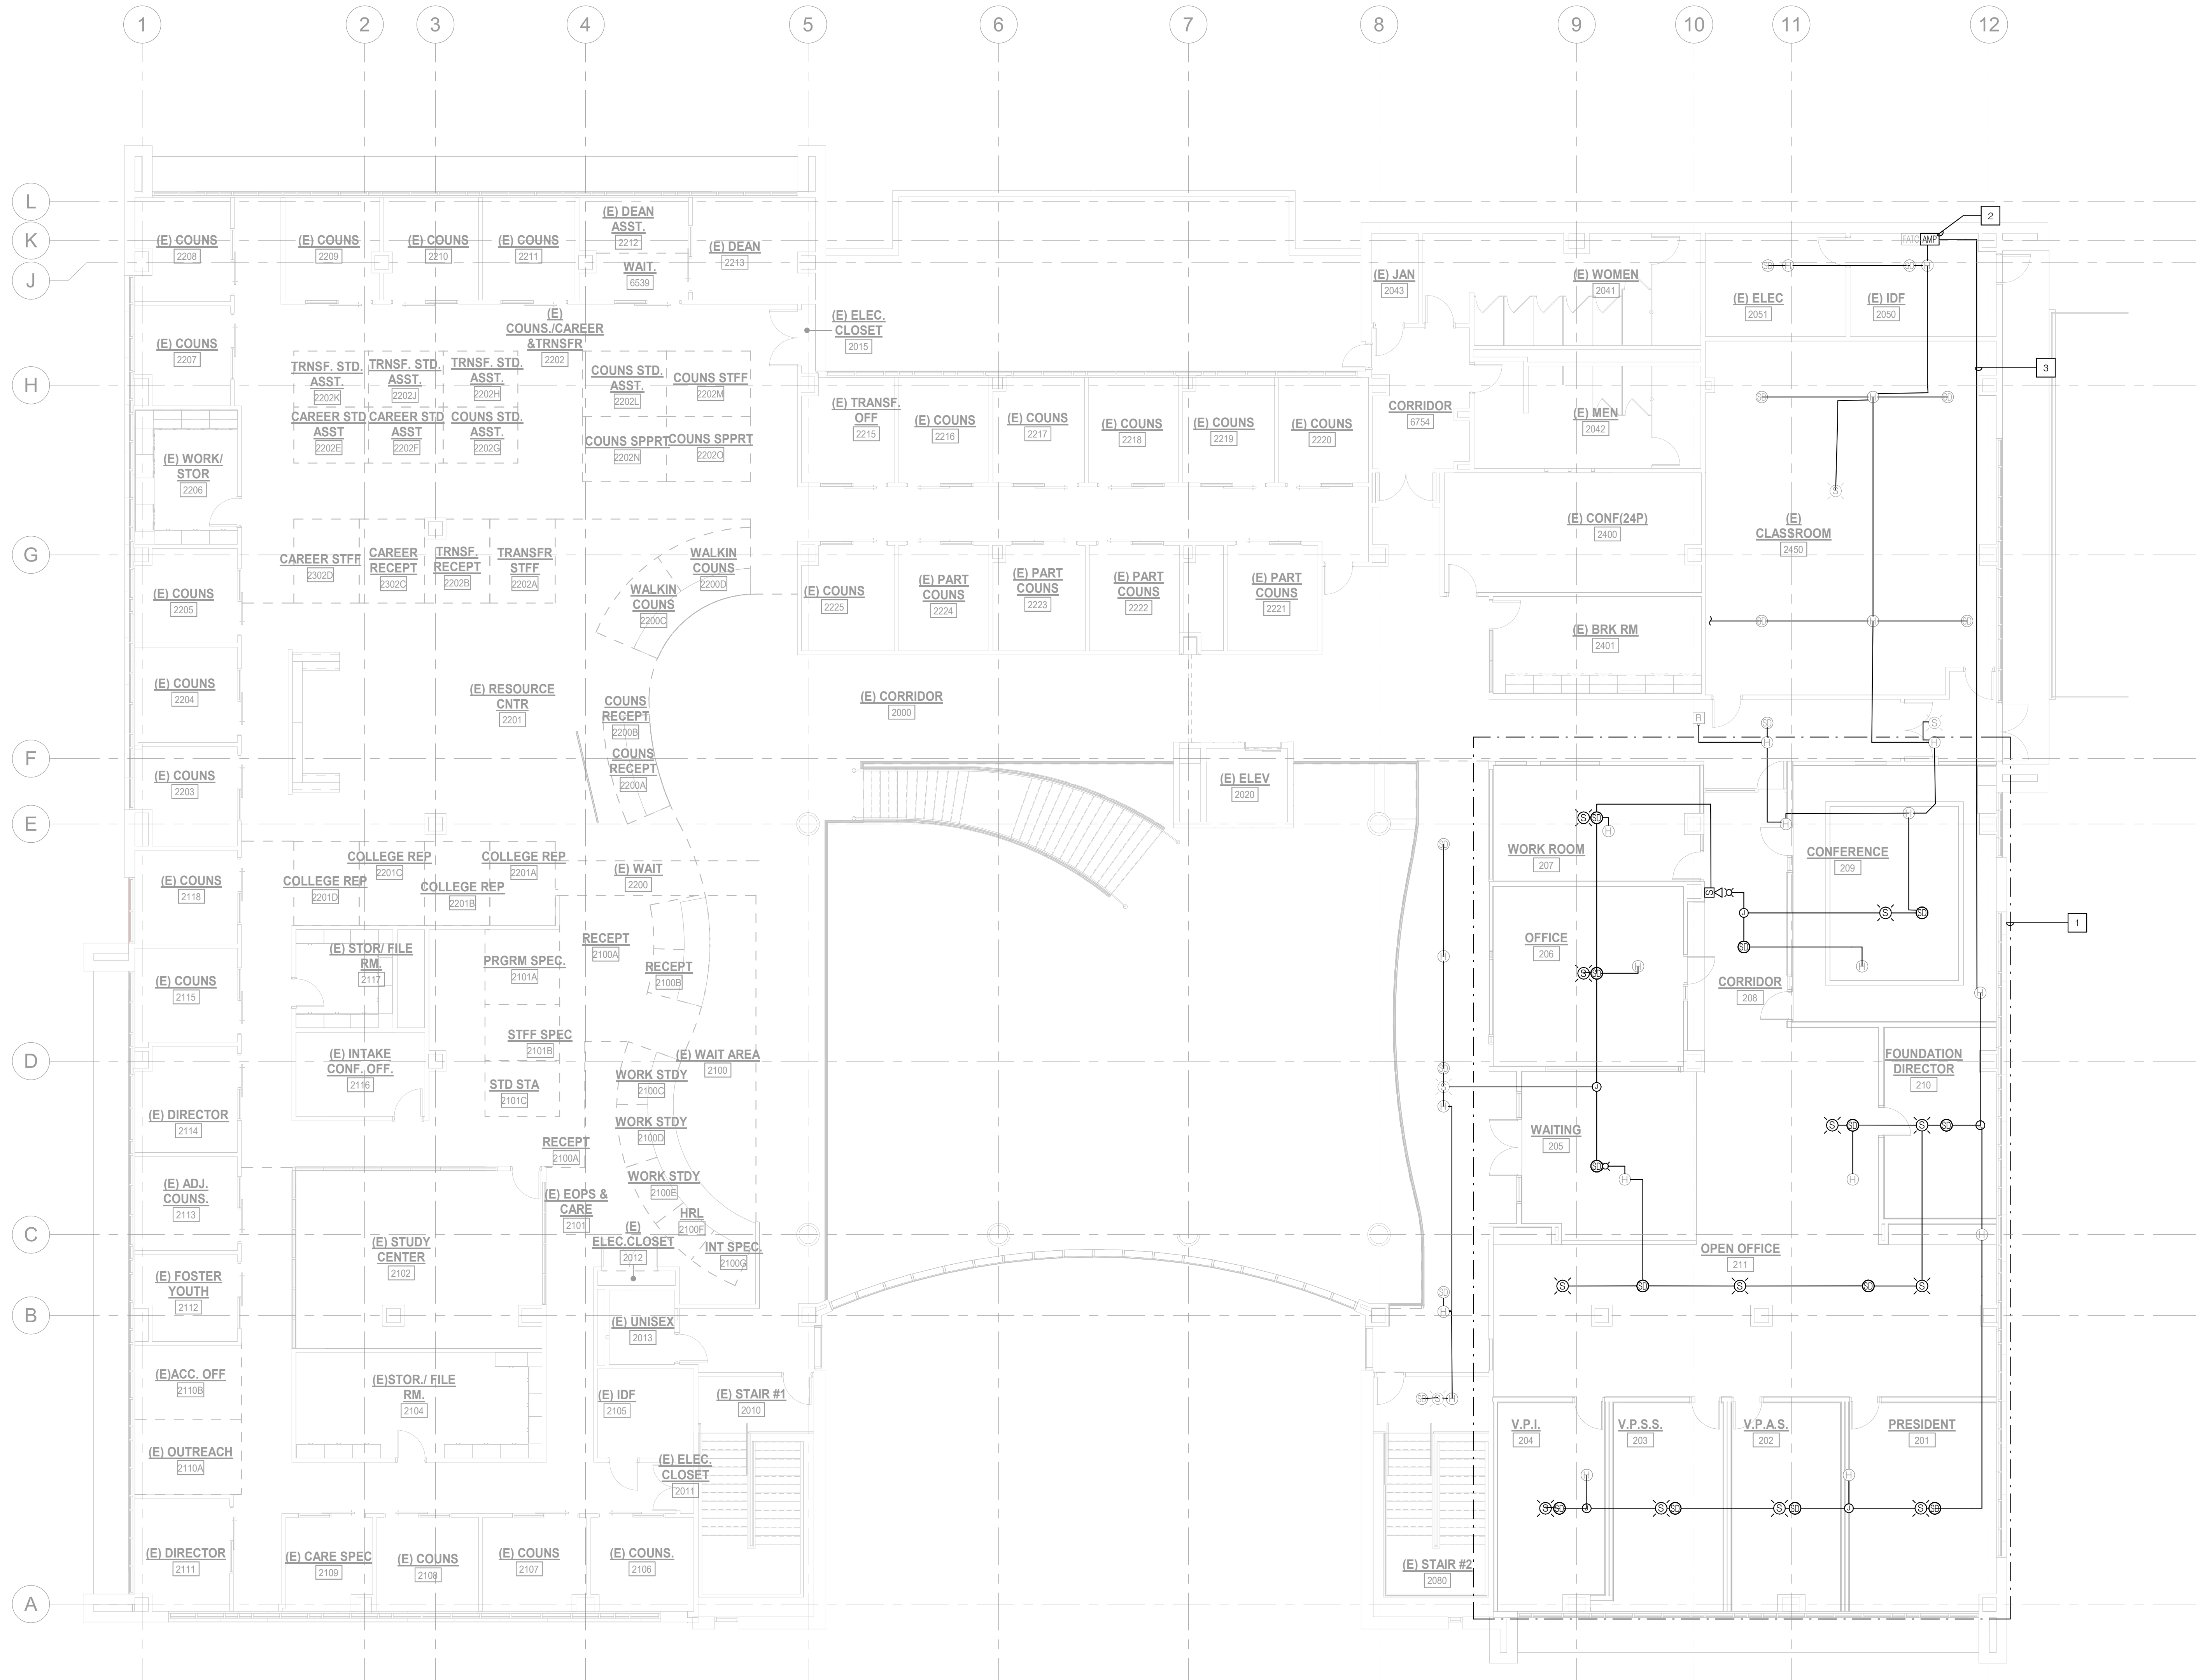 1
2
3
4
5
6
7
8
9
10
11
12
L
K
J
H
G
F
E
D
C
B
A
(E) COUNS
2208
(E) COUNS
2209
(E) COUNS
2210
(E) COUNS
2211
(E) DEAN
ASST.
2212
WAIT.
6539
(E) DEAN
2213
(E) COUNS
2207
(E)
COUNS./CAREER
&TRNSFR
2202
(E) ELEC.
CLOSET
2015
(E) JAN
2043
(E) WOMEN
2041
(E) ELEC
2051
(E) IDF
2050
AMP
2
3
TRNSF. STD.
ASST.
2202K
TRNSF. STD.
ASST.
2202J
TRNSF. STD.
ASST.
2202H
COUNS STD.
ASST.
2202L
COUNS STFF
2202M
CAREER STD
ASST
2202E
CAREER STD
ASST
2202F
COUNS STD.
ASST.
2202G
COUNS SPPRT
2202N
COUNS SPPRT
2202O
(E) WORK/
STOR
2206
(E) TRANSF.
OFF
2215
(E) COUNS
2216
(E) COUNS
2217
(E) COUNS
2218
(E) COUNS
2219
(E) COUNS
2220
CORRIDOR
6754
(E) MEN
2042
(E) CONF(24P)
2400
(E)
CLASSROOM
2450
CAREER STFF
2302D
CAREER
RECEPT
2302C
TRNSF.
RECEPT
2202B
TRANSFR
STFF
2202A
WALKIN
COUNS
2200D
WALKIN
COUNS
2200C
(E) COUNS
2205
(E) COUNS
2225
(E) PART
COUNS
2224
(E) PART
COUNS
2223
(E) PART
COUNS
2222
(E) PART
COUNS
2221
(E) BRK RM
2401
(E) COUNS
2204
(E) RESOURCE
CNTR
2201
COUNS
RECEPT
2200B
COUNS
RECEPT
2200A
(E) CORRIDOR
2000
(E) ELEV
2020
R
(E) COUNS
2203
(E) COUNS
2118
COLLEGE REP
2201D
COLLEGE REP
2201C
COLLEGE REP
2201B
COLLEGE REP
2201A
(E) WAIT
2200
WORK ROOM
207
CONFERENCE
209
1
(E) STOR/ FILE
RM.
2117
PRGRM SPEC.
2101A
RECEPT
2100A
RECEPT
2100B
OFFICE
206
CORRIDOR
208
(E) COUNS
2115
STFF SPEC
2101B
(E) WAIT AREA
2100
(E) INTAKE
CONF. OFF.
2116
STD STA
2101C
WORK STDY
2100C
WORK STDY
2100D
WORK STDY
2100E
FOUNDATION
DIRECTOR
210
(E) DIRECTOR
2114
RECEPT
2100A
WAITING
205
(E) ADJ.
COUNS.
2113
(E) EOPS &
CARE
2101
HRL
2100F
(E)
ELEC.CLOSET
2012
INT SPEC.
2100G
(E) STUDY
CENTER
2102
OPEN OFFICE
211
(E) FOSTER
YOUTH
2112
(E) UNISEX
2013
(E)ACC. OFF
2110B
(E)STOR./ FILE
RM.
2104
(E) IDF
2105
(E) STAIR #1
2010
V.P.I.
204
V.P.S.S.
203
V.P.A.S.
202
PRESIDENT
201
(E) OUTREACH
2110A
(E) ELEC.
CLOSET
2011
(E) DIRECTOR
2111
(E) CARE SPEC
2109
(E) COUNS
2108
(E) COUNS
2107
(E) COUNS.
2106
(E) STAIR #2
2080